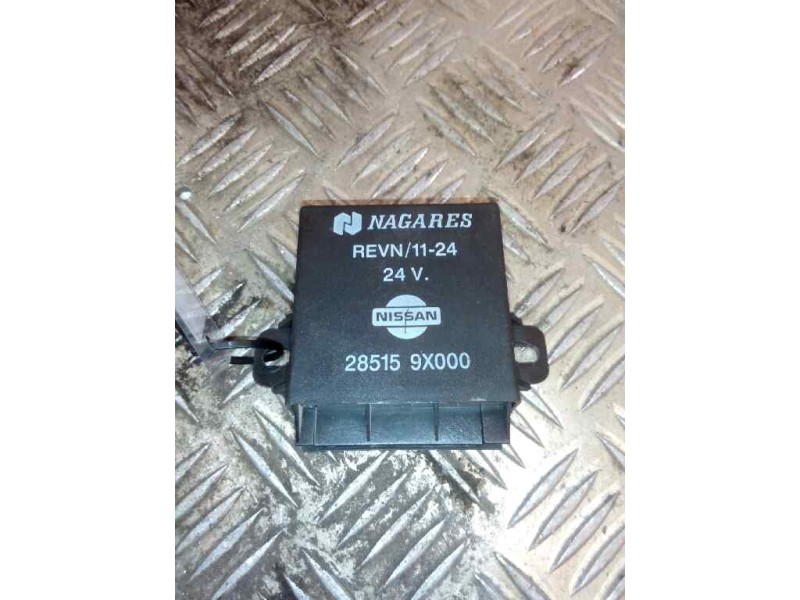 NAGARES
REVN/11-24
24 V.
NISSAN
28515 9X000